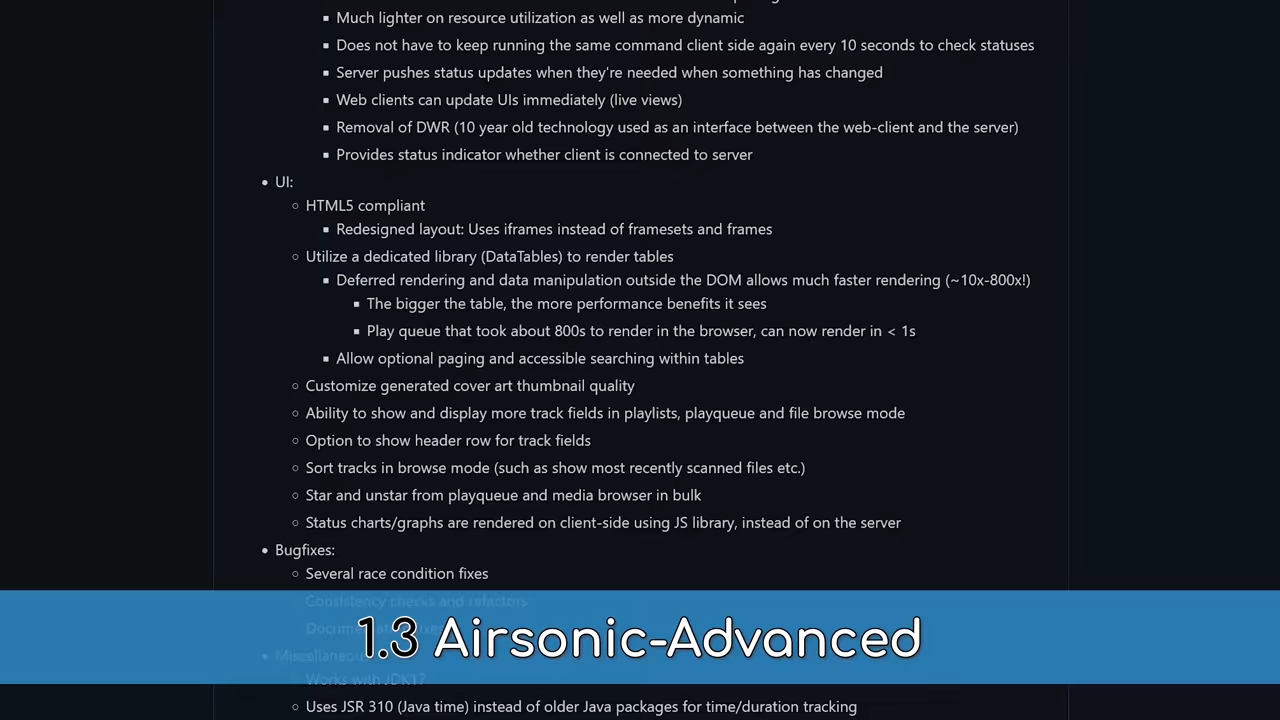 Much lighter on resource utilization as well as more dynamic
Does not have to keep running the same command client side again every 10 seconds to check statuses
Server pushes status updates when they're needed when something has changed
Web clients can update UIs immediately (live views)
Removal of DWR (10 year old technology used as an interface between the web-client and the server)
Provides status indicator whether client is connected to server
UI:
HTML5 compliant
Redesigned layout: Uses iframes instead of framesets and frames
Utilize a dedicated library (DataTables) to render tables
Deferred rendering and data manipulation outside the DOM allows much faster rendering (~10x-800x!)
The bigger the table, the more performance benefits it sees
Play queue that took about 800s to render in the browser, can now render in < 1s
Allow optional paging and accessible searching within tables
Customize generated cover art thumbnail quality
Ability to show and display more track fields in playlists, playqueue and file browse mode
Option to show header row for track fields
Sort tracks in browse mode (such as show most recently scanned files etc.)
Star and unstar from playqueue and media browser in bulk
Status charts/graphs are rendered on client-side using JS library, instead of on the server
Bugfixes:
Several race condition fixes
Consistency checks and refactors
1.3 Airsonic-Advanced
Works with JDK17
Uses JSR 310 (Java time) instead of older Java packages for time/duration tracking